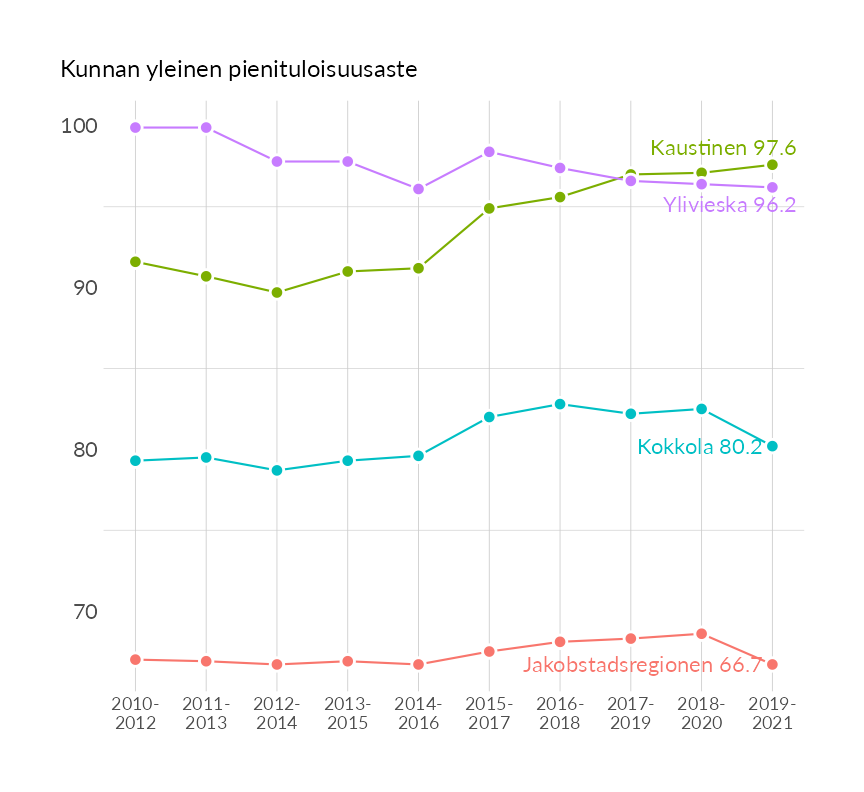 Kunnan yleinen pienituloisuusaste
100
Kaustinen 97.6
Ylivieska 96.2
90
80
Kokkola 80.2
70
Jakobstadsregionen 66.7
2010- 2011- 2012- 2013- 2014- 2015- 2016- 2017- 2018- 2019-
2012 2013 2014 2015 2016 2017 2018 2019 2020 2021